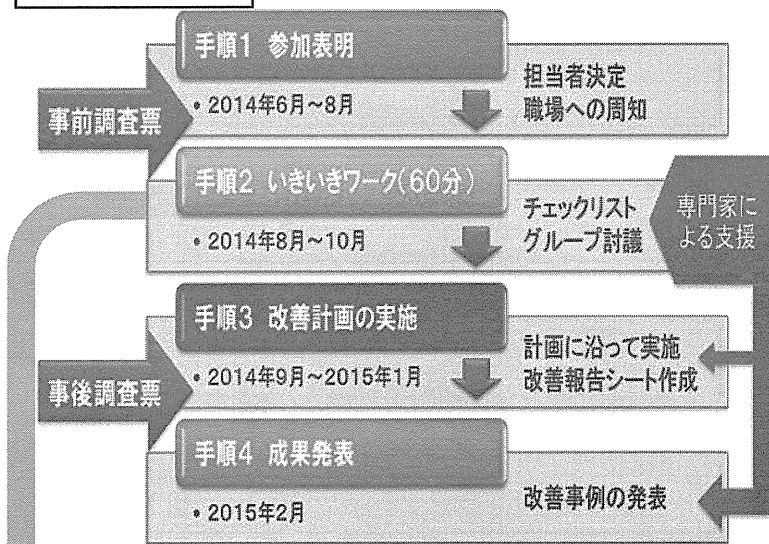 手順1 参加表明
・2014年6月～8月
担当者決定
職場への周知
事前調査票
手順2 いきいきワーク(60分)
・2014年8月～10月
チェックリスト
グループ討議
専門家に
よる支援
手順3 改善計画の実施
・2014年9月～2015年1月
計画に沿って実施
改善報告シート作成
事後調査票
手順4 成果発表
・2015年2月
改善事例の発表